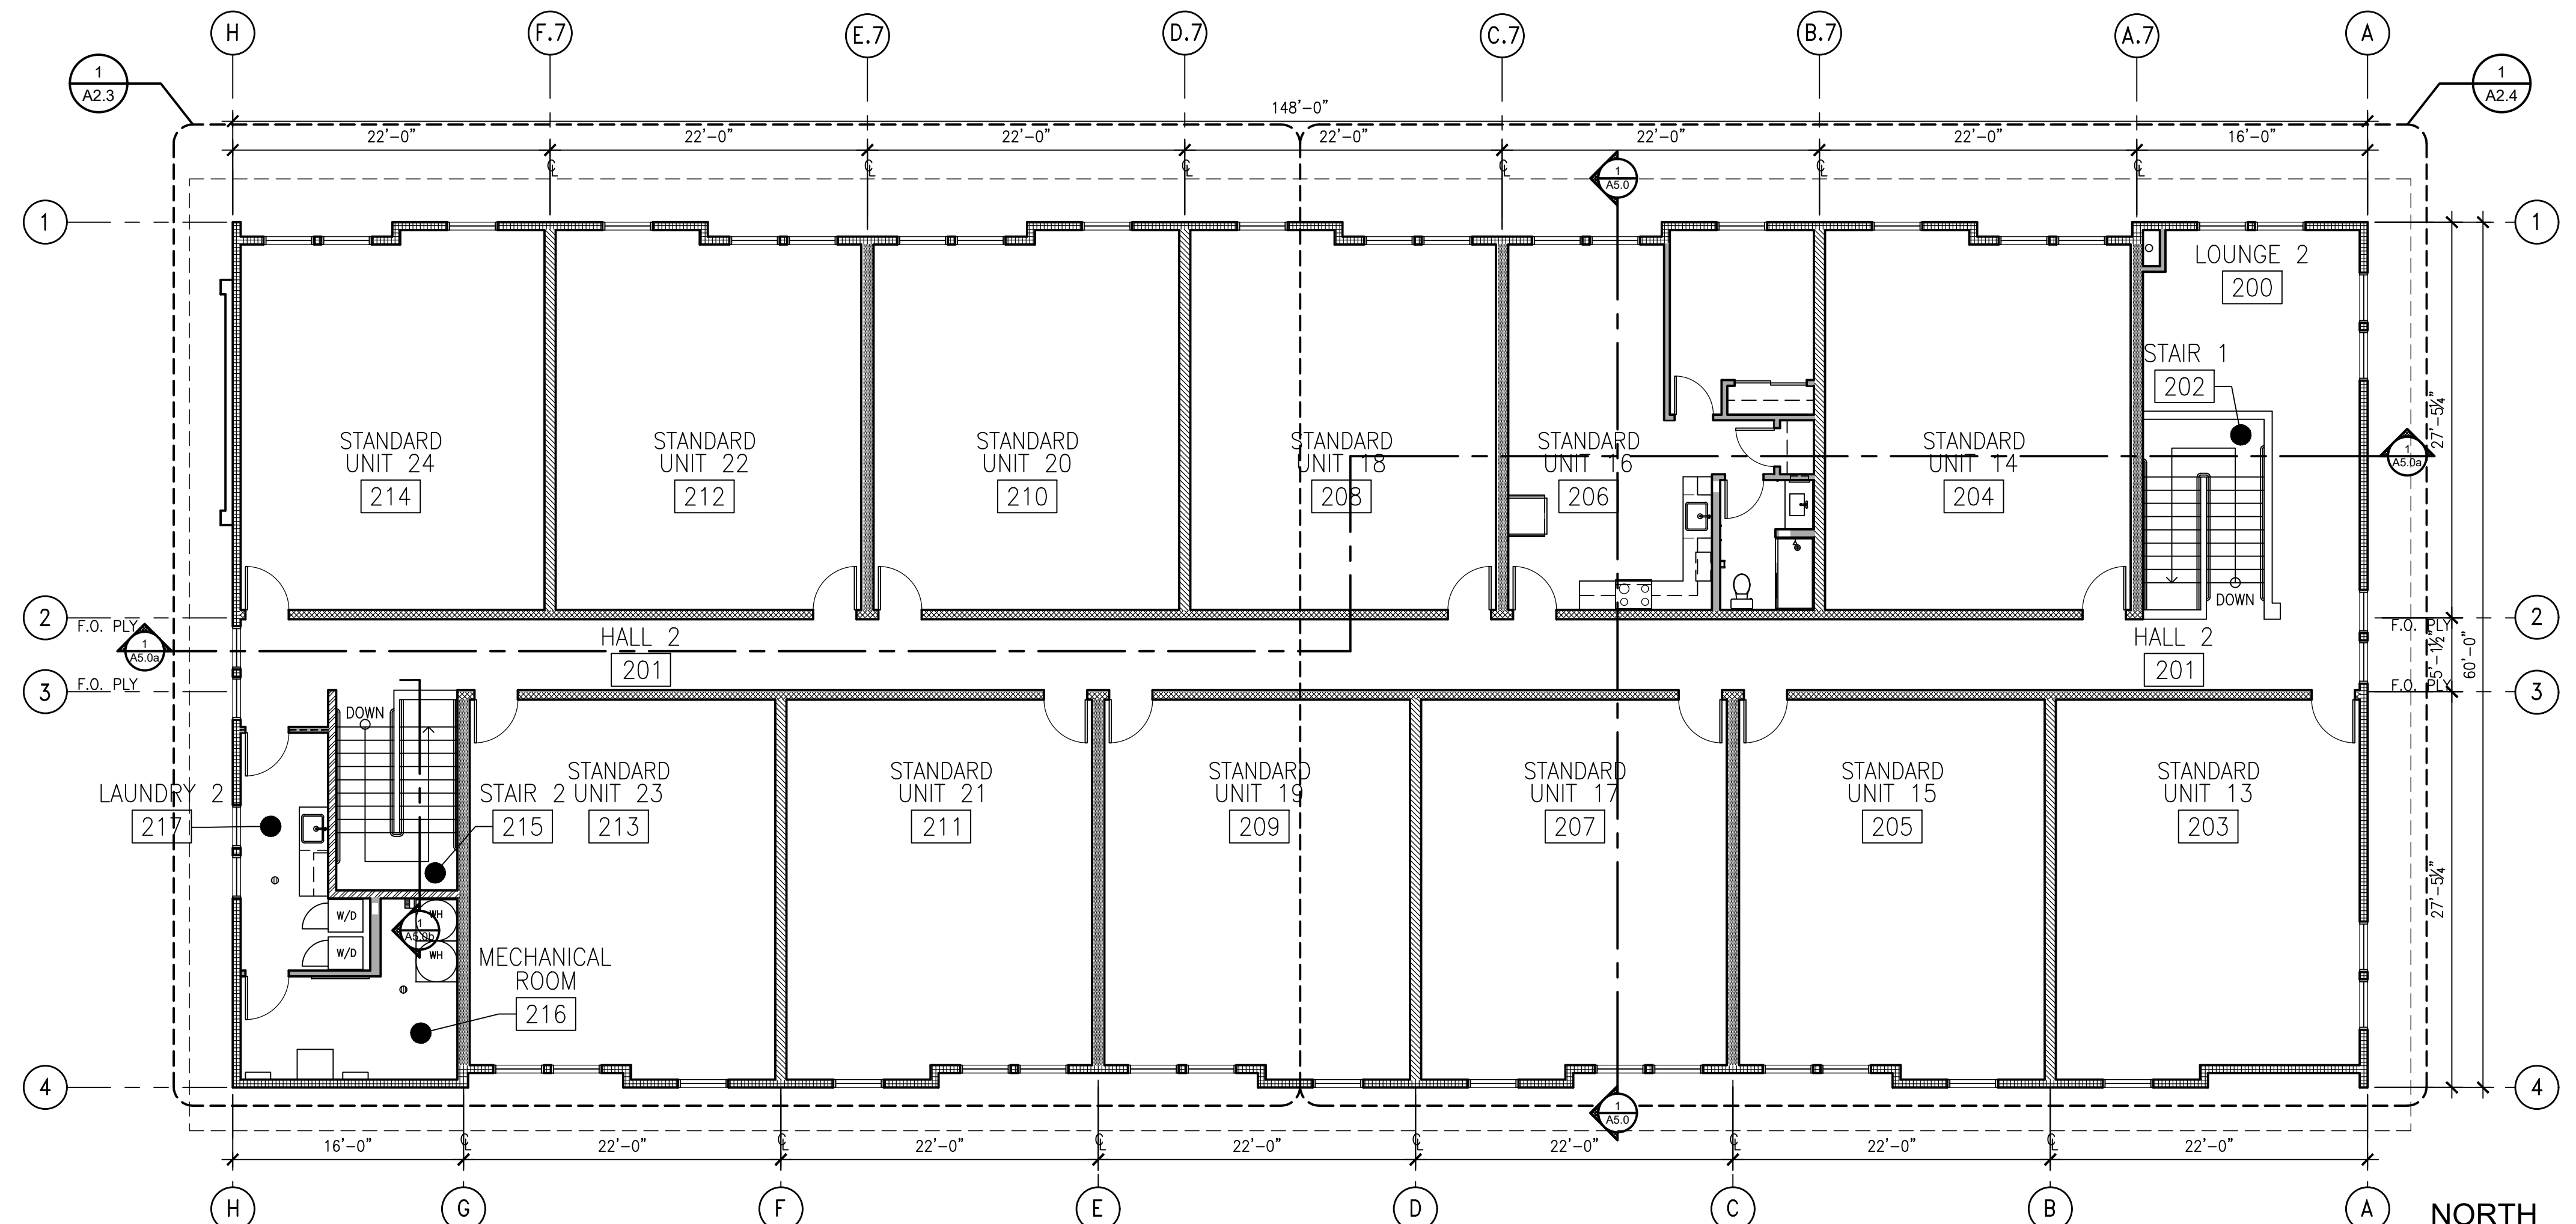 H
F.7
E.7
D.7
C.7
B.7
A.7
A
1
A2.3
1
A2.4
148'-0"
22'-0"
22'-0"
22'-0"
22'-0"
22'-0"
22'-0"
16'-0"
1
A5.0
1
1
LOUNGE 2
200
STAIR 1
202
27'-5¼"
STANDARD
UNIT 24
214
STANDARD
UNIT 22
212
STANDARD
UNIT 20
210
STANDARD
UNIT 18
208
STANDARD
UNIT 16
206
STANDARD
UNIT 14
204
1
A5.0a
DOWN
2
F.O. PLY
2
F.O. PLY
1
A5.0a
HALL 2
201
HALL 2
201
5'-1½"
60'-0"
3
F.O. PLY
3
F.O. PLY
DOWN
LAUNDRY 2
217
STAIR 2
215
STANDARD
UNIT 23
213
STANDARD
UNIT 21
211
STANDARD
UNIT 19
209
STANDARD
UNIT 17
207
STANDARD
UNIT 15
205
STANDARD
UNIT 13
203
27'-5¼"
W/D
W/D
WH
WH
1
A5.0b
MECHANICAL
ROOM
216
4
4
1
A5.0
16'-0"
22'-0"
22'-0"
22'-0"
22'-0"
22'-0"
22'-0"
H
G
F
E
D
C
B
A
NORTH